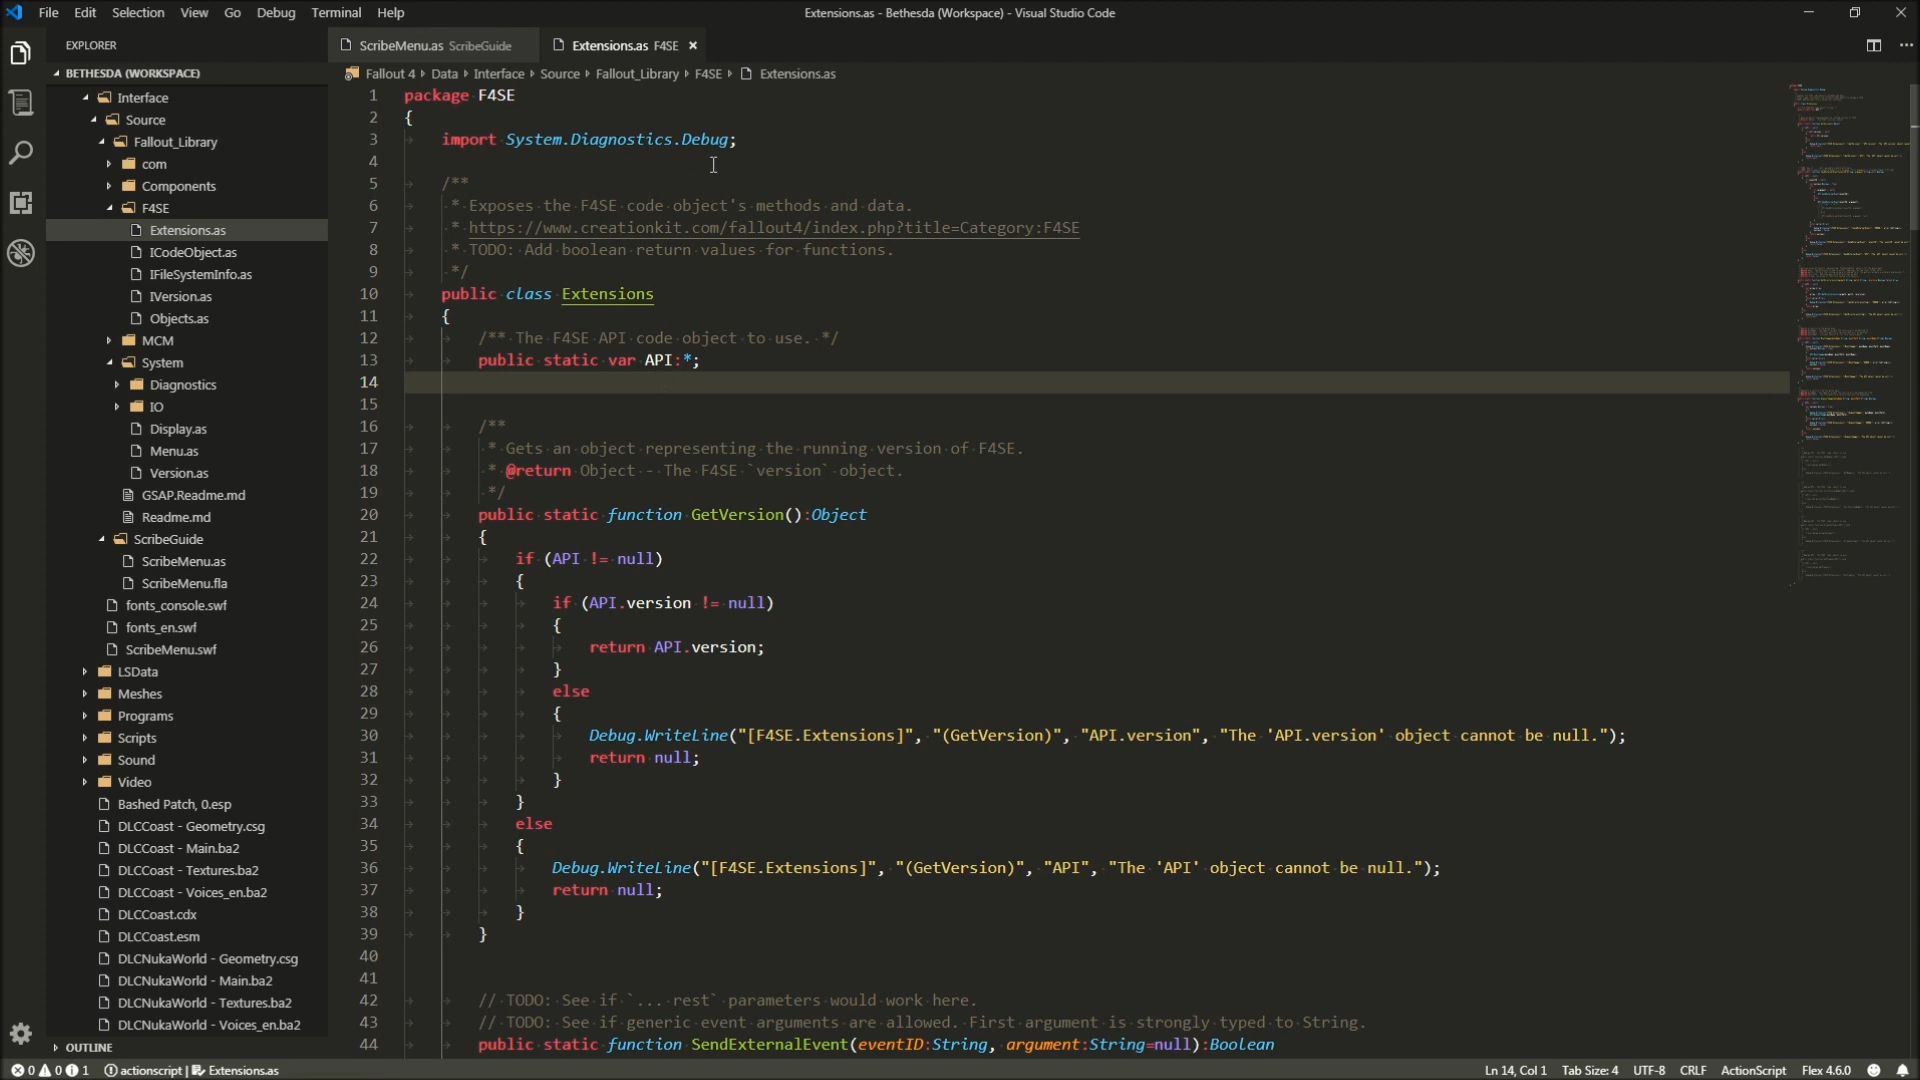 File Edit Selection View Go Debug Terminal Help
Extensions.as - Bethesda (Workspace) - Visual Studio Code
EXPLORER
BETHESDA (WORKSPACE)
Interface
Source
Fallout_Library
com
Components
F4SE
Extensions.as
ICodeObject.as
IFileSystemInfo.as
IVersion.as
Objects.as
MCM
System
Diagnostics
IO
Display.as
Menu.as
Version.as
GSAP.Readme.md
Readme.md
ScribeGuide
ScribeMenu.as
ScribeMenu.fla
fonts_console.swf
fonts_en.swf
ScribeMenu.swf
LSData
Meshes
Programs
Scripts
Sound
Video
Bashed Patch, 0.esp
DLCCoast - Geometry.csg
DLCCoast - Main.ba2
DLCCoast - Textures.ba2
DLCCoast - Voices_en.ba2
DLCCoast.cdx
DLCCoast.esm
DLCNukaWorld - Geometry.csg
DLCNukaWorld - Main.ba2
DLCNukaWorld - Textures.ba2
DLCNukaWorld - Voices_en.ba2
OUTLINE
ScribeMenu.as ScribeGuide
Extensions.as F4SE
Fallout 4 Data Interface Source Fallout_Library F4SE Extensions.as
1 package F4SE
2 {
3 import System.Diagnostics.Debug;
4
5 /**
6 * Exposes the F4SE code object's methods and data.
7 * https://www.creationkit.com/fallout4/index.php?title=Category:F4SE
8 * TODO: Add boolean return values for functions.
9 */
10 public class Extensions
11 {
12 /** The F4SE API code object to use. */
13 public static var API:*;
14
15
16 /**
17 * Gets an object representing the running version of F4SE.
18 * @return Object - The F4SE `version` object.
19 */
20 public static function GetVersion():Object
21 {
22 if (API != null)
23 {
24 if (API.version != null)
25 {
26 return API.version;
27 }
28 else
29 {
30 Debug.WriteLine("[F4SE.Extensions]", "(GetVersion)", "API.version", "The 'API.version' object cannot be null.");
31 return null;
32 }
33 }
34 else
35 {
36 Debug.WriteLine("[F4SE.Extensions]", "(GetVersion)", "API", "The 'API' object cannot be null.");
37 return null;
38 }
39 }
40
41
42 // TODO: See if `... rest` parameters would work here.
43 // TODO: See if generic event arguments are allowed. First argument is strongly typed to String.
44 public static function SendExternalEvent(eventID:String, argument:String=null):Boolean
0 0 1 actionscript | Extensions.as
Ln 14, Col 1 Tab Size: 4 UTF-8 CRLF ActionScript Flex 4.6.0